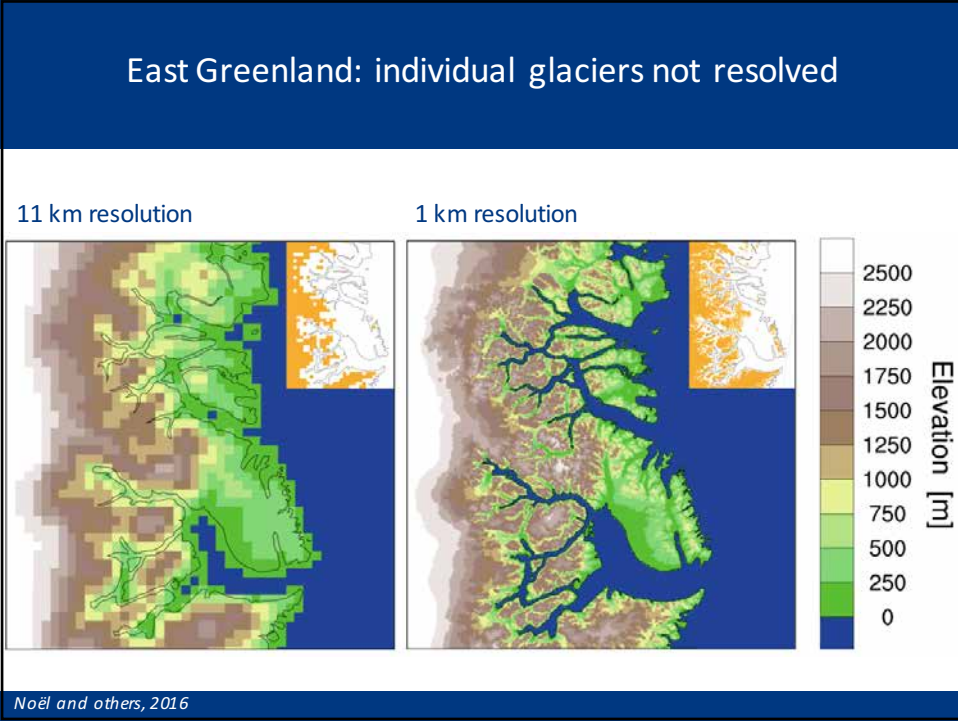 East Greenland: individual glaciers not resolved
11 km resolution
1 km resolution
2500
2250
2000
1750
1500
1250
1000
750
500
250
0
Elevation [m]
Noël and others, 2016